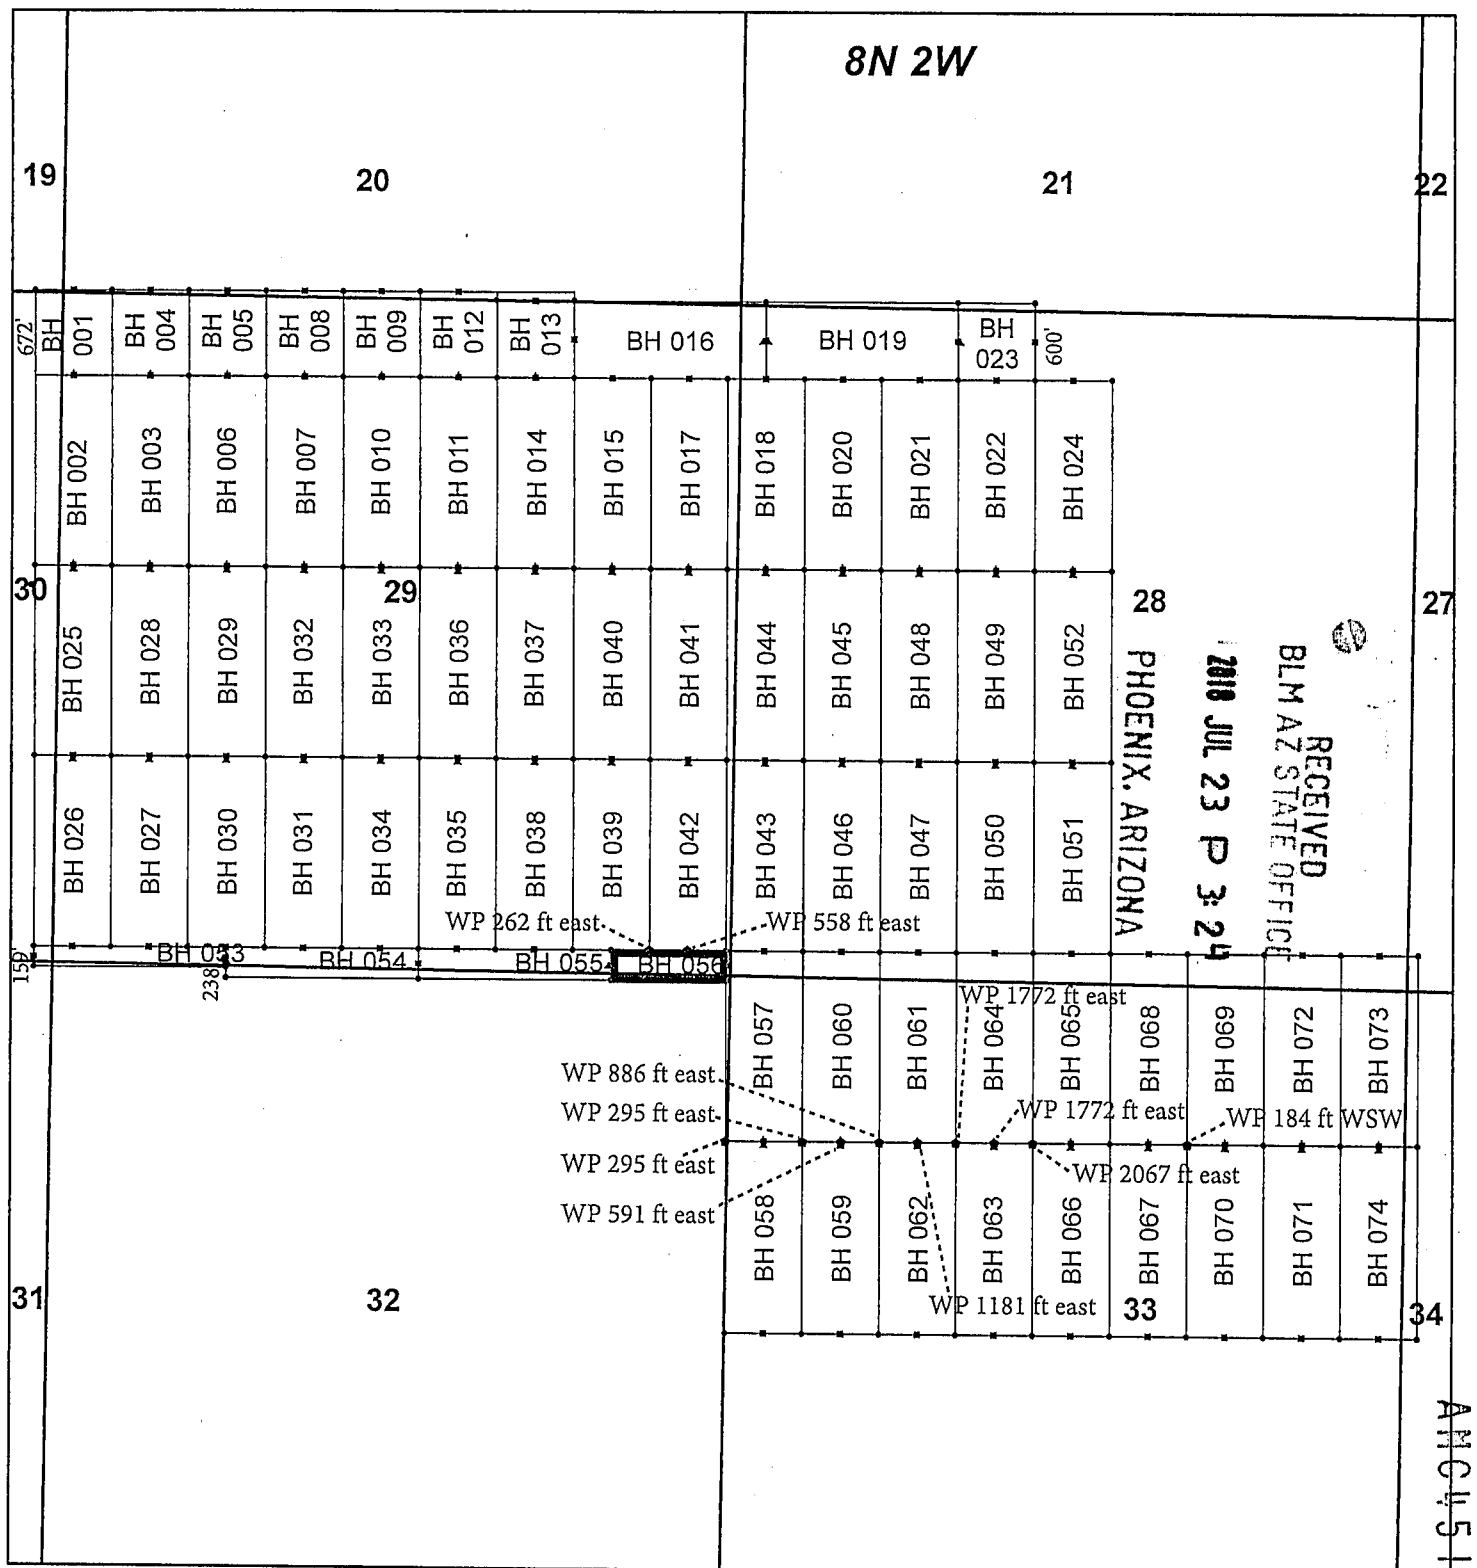 8N 2W
19
20
21
22
672'
BH 001
BH 004
BH 005
BH 008
BH 009
BH 012
BH 013
BH 016
BH 019
BH 023
600'
BH 002
BH 003
BH 006
BH 007
BH 010
BH 011
BH 014
BH 015
BH 017
BH 018
BH 020
BH 021
BH 022
BH 024
30
29
28
27
BH 025
BH 028
BH 029
BH 032
BH 033
BH 036
BH 037
BH 040
BH 041
BH 044
BH 045
BH 048
BH 049
BH 052
RECEIVED
BLM AZ STATE OFFICE
2018 JUL 23 P 3:24
PHOENIX, ARIZONA
BH 026
BH 027
BH 030
BH 031
BH 034
BH 035
BH 038
BH 039
BH 042
BH 043
BH 046
BH 047
BH 050
BH 051
WP 262 ft east
WP 558 ft east
159'
BH 053
238'
BH 054
BH 055
BH 056
WP 1772 ft east
BH 057
BH 060
BH 061
BH 064
BH 065
BH 068
BH 069
BH 072
BH 073
WP 886 ft east
WP 295 ft east
WP 1772 ft east
WP 184 ft WSW
WP 295 ft east
WP 2067 ft east
WP 591 ft east
BH 058
BH 059
BH 062
BH 063
BH 066
BH 067
BH 070
BH 071
BH 074
WP 1181 ft east
31
32
33
34
AMC451